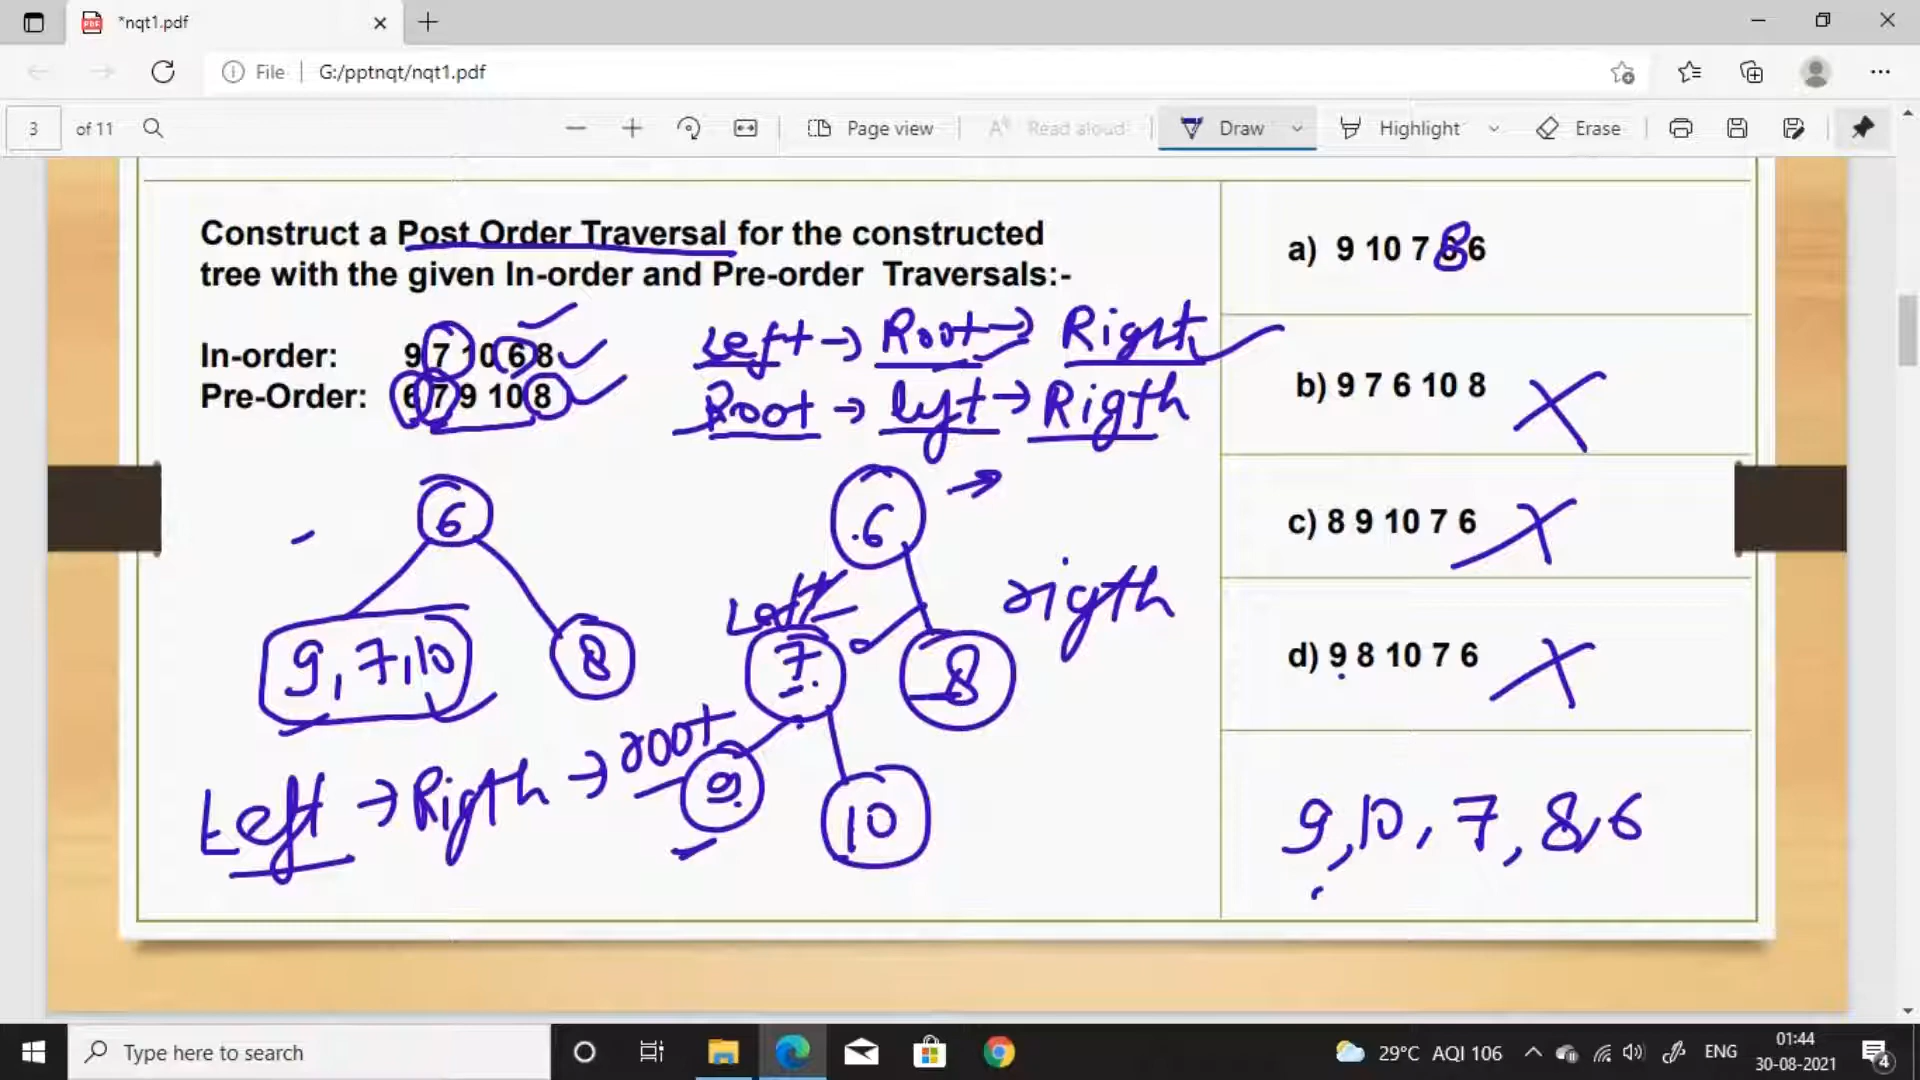 *nqt1.pdf
File G:/pptnqt/nqt1.pdf
3 of 11 Page view Read aloud Draw Highlight Erase
Construct a Post Order Traversal for the constructed
tree with the given In-order and Pre-order Traversals:-
In-order: 9 7 10 6 8
Pre-Order: 6 7 9 10 8
Left → Root → Right
Root → left → Rigth
6
9, 7, 10
8
6
Left
rigth
7
8
9
10
Left → Rigth → root
a) 9 10 7 8 6
b) 9 7 6 10 8
c) 8 9 10 7 6
d) 9 8 10 7 6
9, 10, 7, 8, 6
Type here to search
29°C AQI 106
ENG
01:44
30-08-2021
4